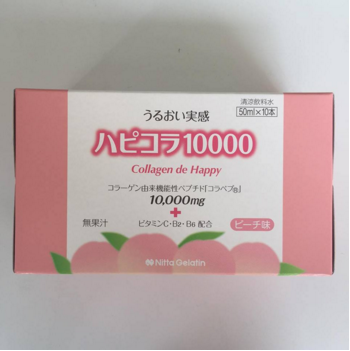 清涼飲料水
50ml×10本
うるおい実感
ハピコラ10000
Collagen de Happy
コラーゲン由来機能性ペプチド「コラペプPU」
10,000mg
+
無果汁
ビタミンC・B2・B6 配合
ピーチ味
Nitta Gelatin